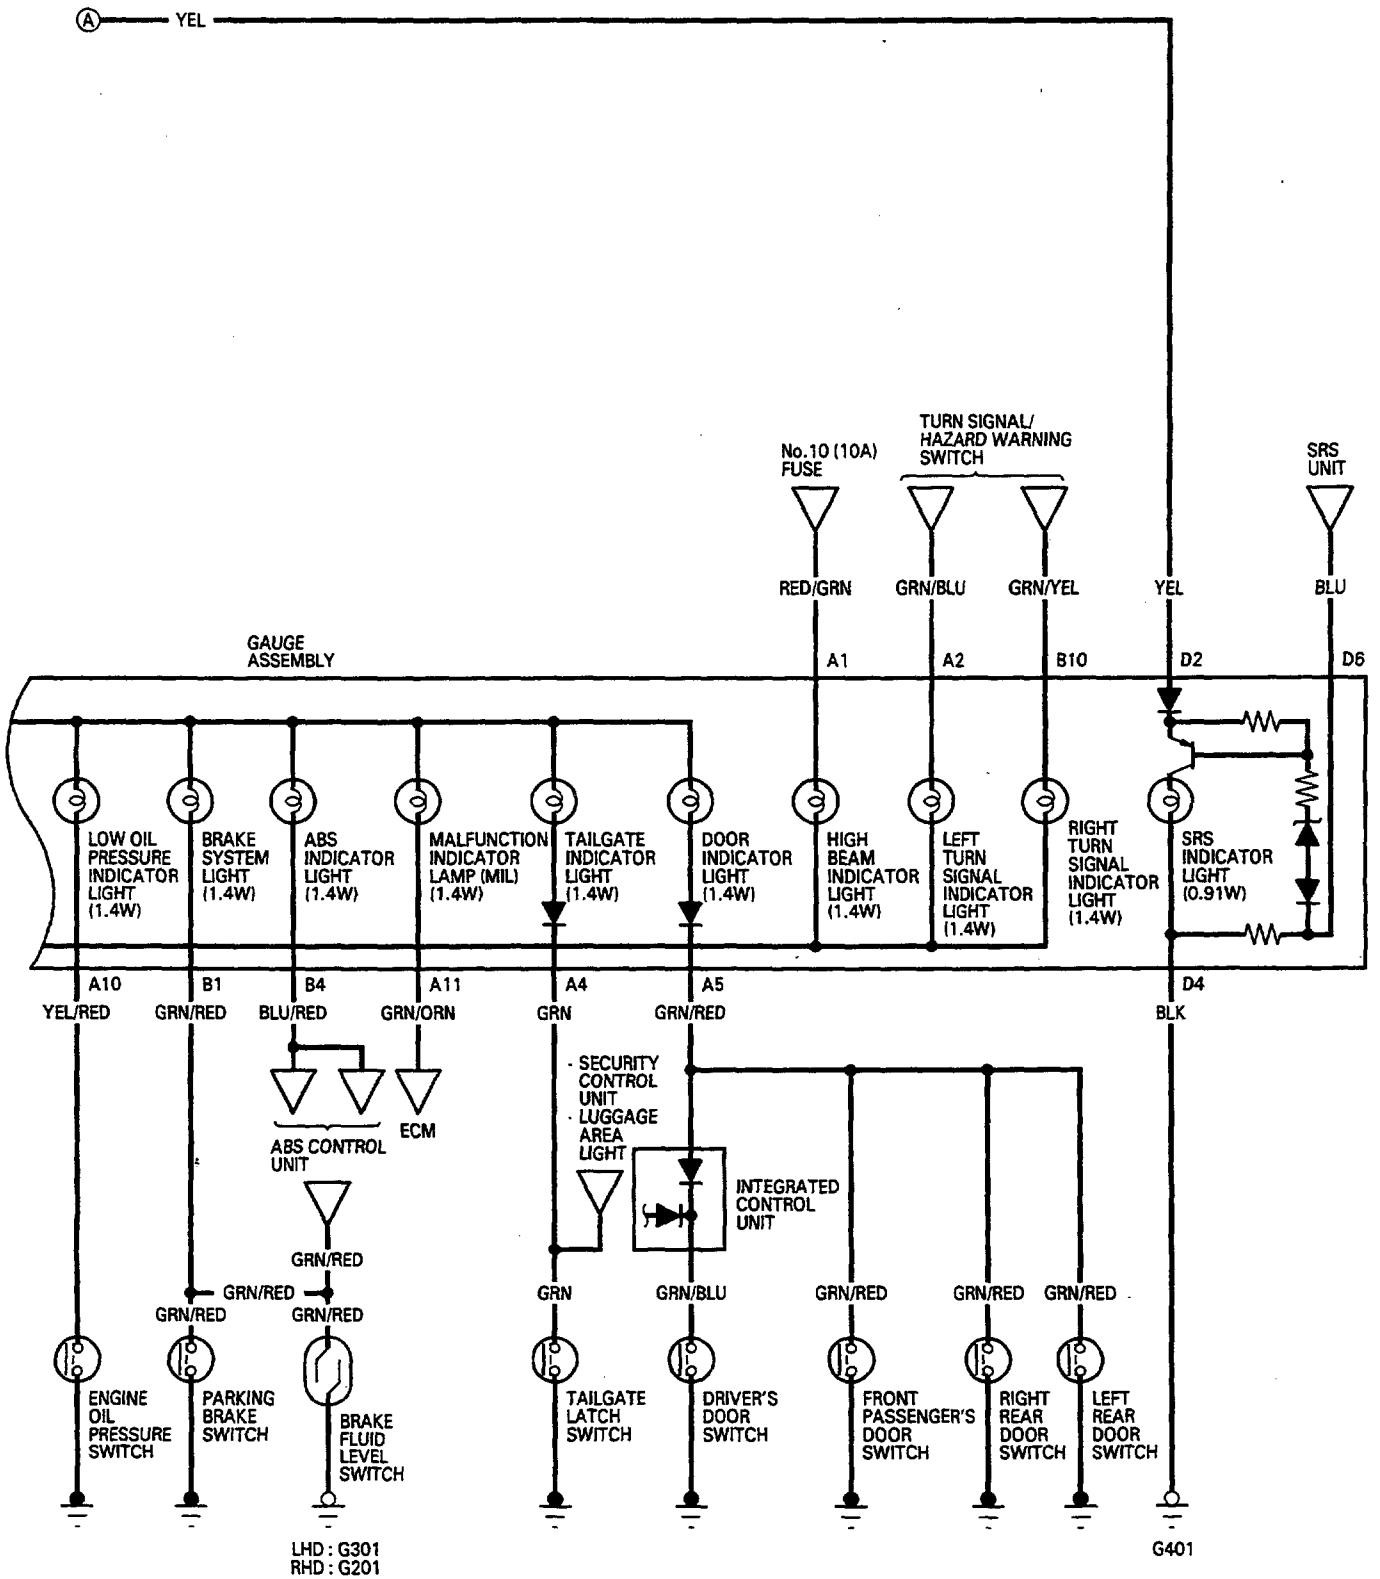 A
YEL
TURN SIGNAL/
HAZARD WARNING
SWITCH
No.10 (10A)
FUSE
SRS
UNIT
RED/GRN
GRN/BLU
GRN/YEL
YEL
BLU
GAUGE
ASSEMBLY
A1
A2
B10
D2
D6
LOW OIL
PRESSURE
INDICATOR
LIGHT
(1.4W)
BRAKE
SYSTEM
LIGHT
(1.4W)
ABS
INDICATOR
LIGHT
(1.4W)
MALFUNCTION
INDICATOR
LAMP (MIL)
(1.4W)
TAILGATE
INDICATOR
LIGHT
(1.4W)
DOOR
INDICATOR
LIGHT
(1.4W)
HIGH
BEAM
INDICATOR
LIGHT
(1.4W)
LEFT
TURN
SIGNAL
INDICATOR
LIGHT
(1.4W)
RIGHT
TURN
SIGNAL
INDICATOR
LIGHT
(1.4W)
SRS
INDICATOR
LIGHT
(0.91W)
A10
B1
B4
A11
A4
A5
D4
YEL/RED
GRN/RED
BLU/RED
GRN/ORN
GRN
GRN/RED
BLK
SECURITY
CONTROL
UNIT
LUGGAGE
AREA
LIGHT
ABS CONTROL
UNIT
ECM
INTEGRATED
CONTROL
UNIT
GRN/RED
GRN/RED
GRN/RED
GRN/RED
GRN
GRN/BLU
GRN/RED
GRN/RED
GRN/RED
ENGINE
OIL
PRESSURE
SWITCH
PARKING
BRAKE
SWITCH
BRAKE
FLUID
LEVEL
SWITCH
TAILGATE
LATCH
SWITCH
DRIVER'S
DOOR
SWITCH
FRONT
PASSENGER'S
DOOR
SWITCH
RIGHT
REAR
DOOR
SWITCH
LEFT
REAR
DOOR
SWITCH
LHD : G301
RHD : G201
G401